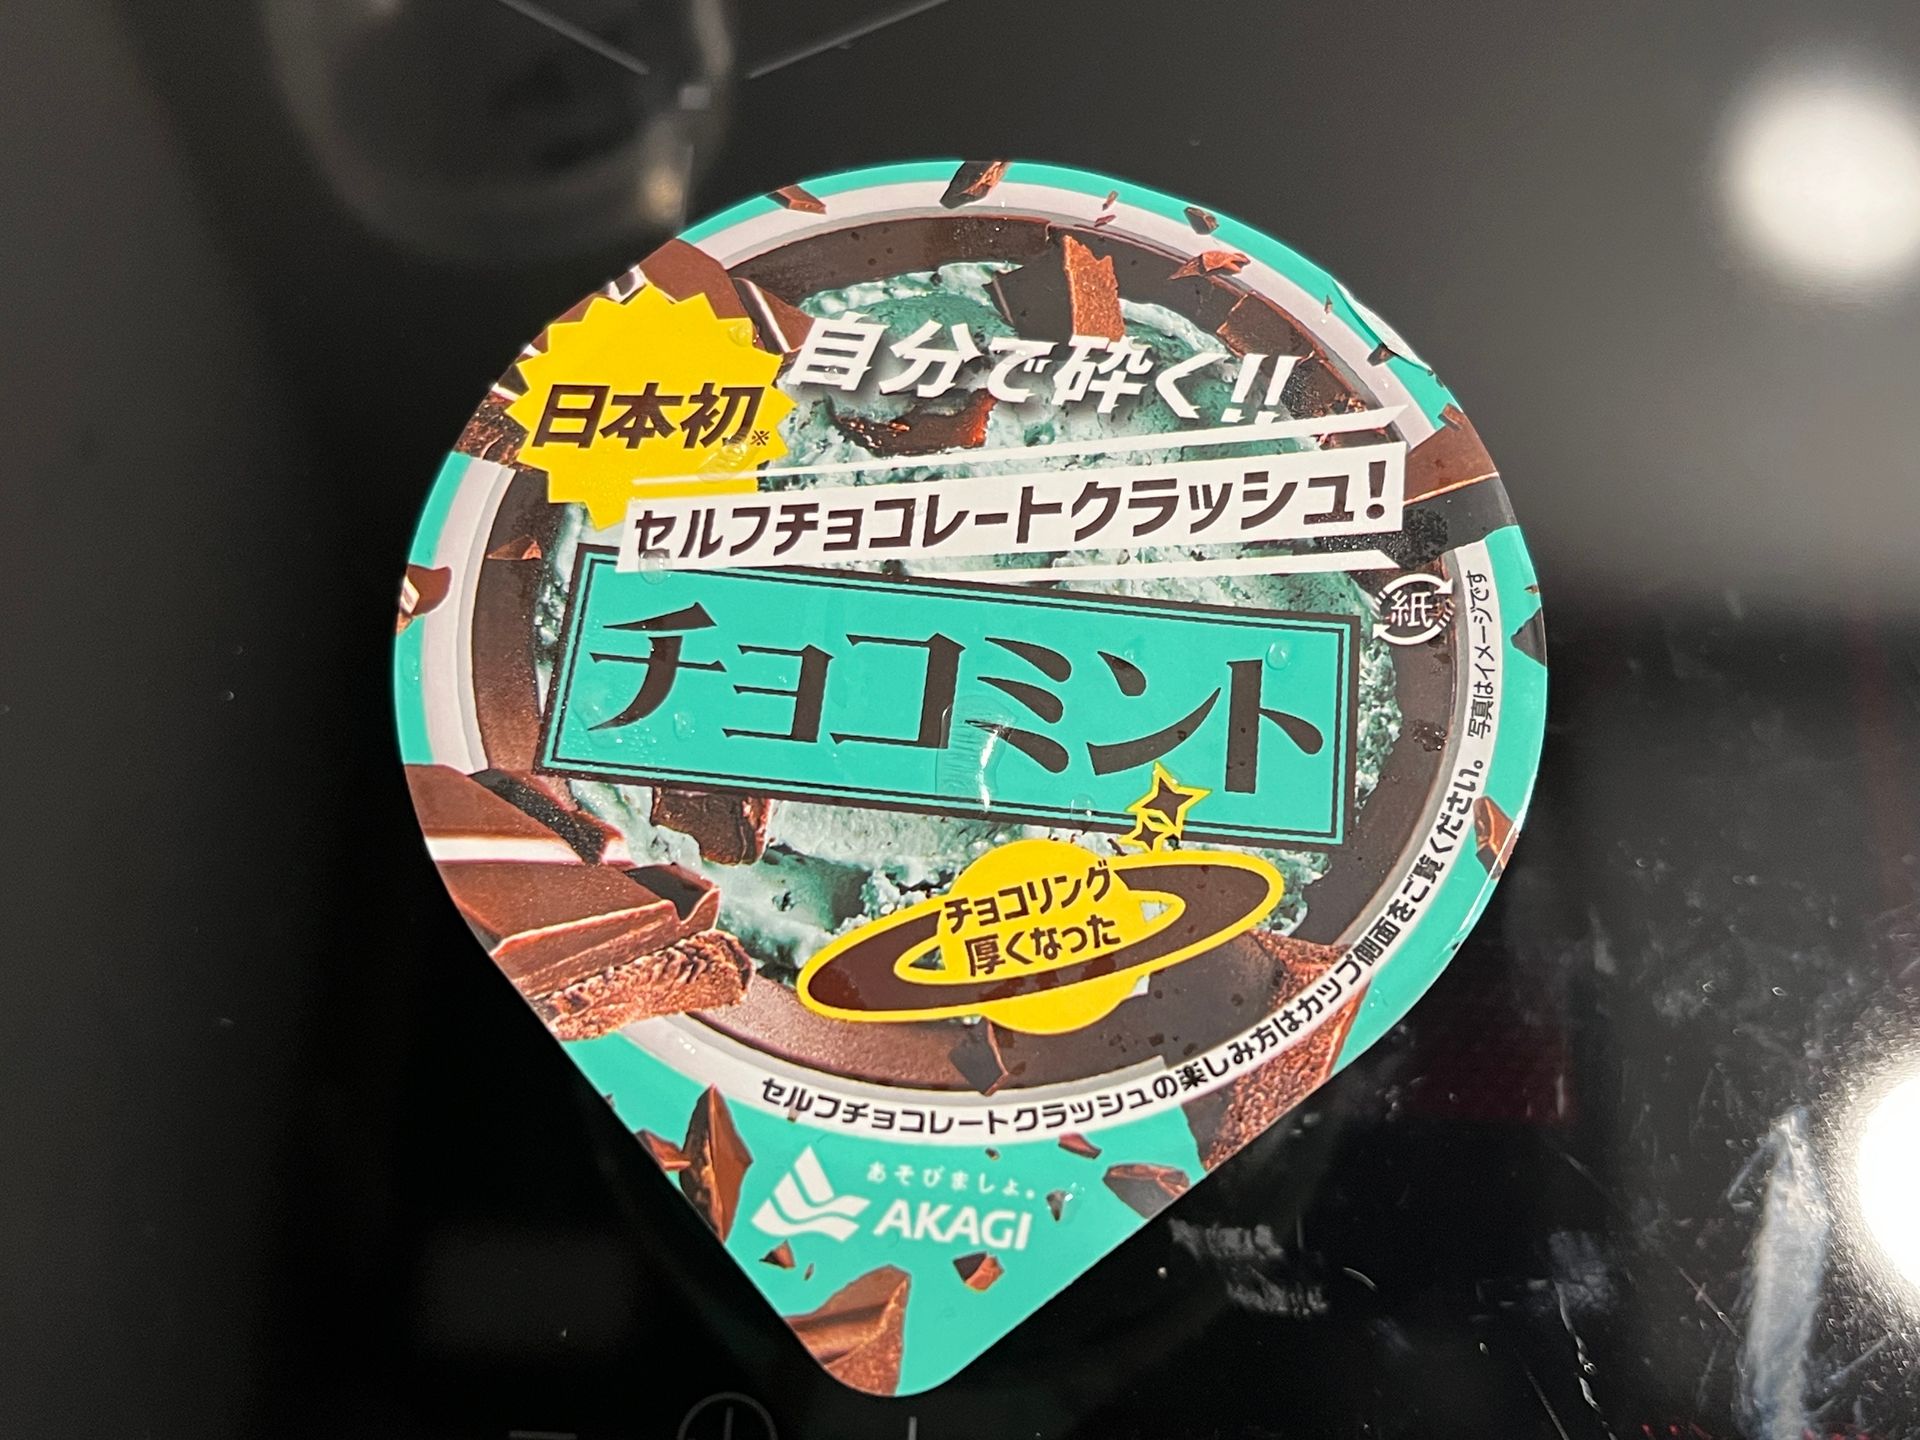 日本初※
自分で砕く!!
セルフチョコレートクラッシュ!
チョコミント
チョコリング
厚くなった
紙
写真はイメージです
セルフチョコレートクラッシュの楽しみ方はカップ側面をご覧ください。
あそびましょ。
AKAGI